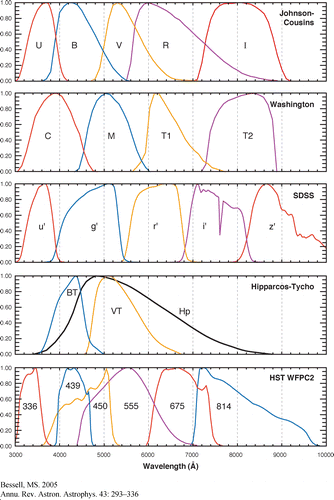 Johnson-
Cousins
1.00
0.80
0.60
0.40
0.20
0.00
U B V R I
Washington
1.00
0.80
0.60
0.40
0.20
0.00
C M T1 T2
SDSS
1.00
0.80
0.60
0.40
0.20
0.00
u' g' r' i' z'
Hipparcos-Tycho
1.00
0.80
0.60
0.40
0.20
0.00
BT VT Hp
HST WFPC2
1.00
0.80
0.60
0.40
0.20
0.00
336 439 450 555 675 814
3000 4000 5000 6000 7000 8000 9000 10000
Wavelength (Å)
Bessell, MS. 2005
Annu. Rev. Astron. Astrophys. 43: 293–336